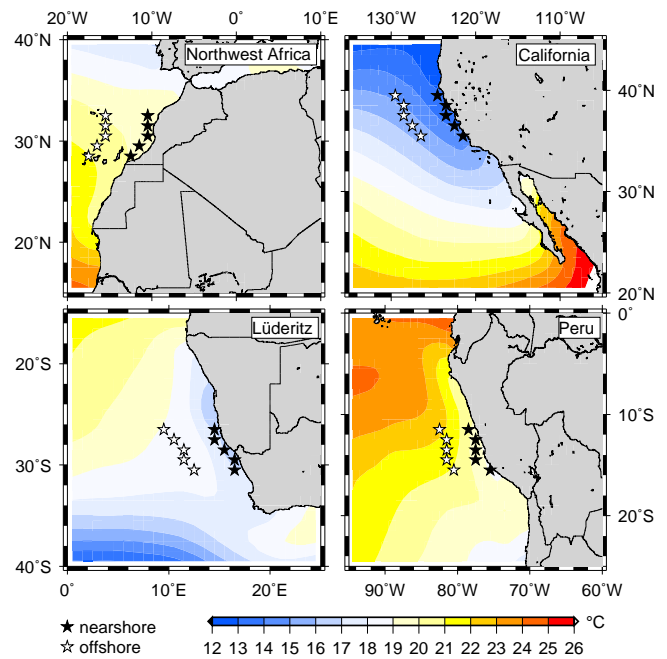 20°W 10°W 0° 10°E 130°W 120°W 110°W
40°N Northwest Africa California
40°N
30°N 30°N
20°N
20°N
Lüderitz Peru 0°
20°S 10°S
30°S
20°S
40°S
0° 10°E 20°E 90°W 80°W 70°W 60°W
★ nearshore
☆ offshore
°C
12 13 14 15 16 17 18 19 20 21 22 23 24 25 26